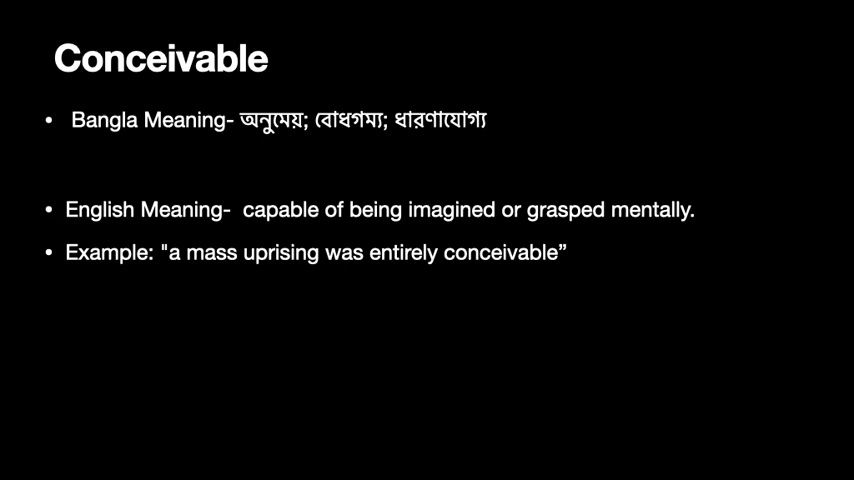 Conceivable
• Bangla Meaning- অনুমেয়; বোধগম্য; ধারণাযোগ্য
• English Meaning- capable of being imagined or grasped mentally.
• Example: "a mass uprising was entirely conceivable”